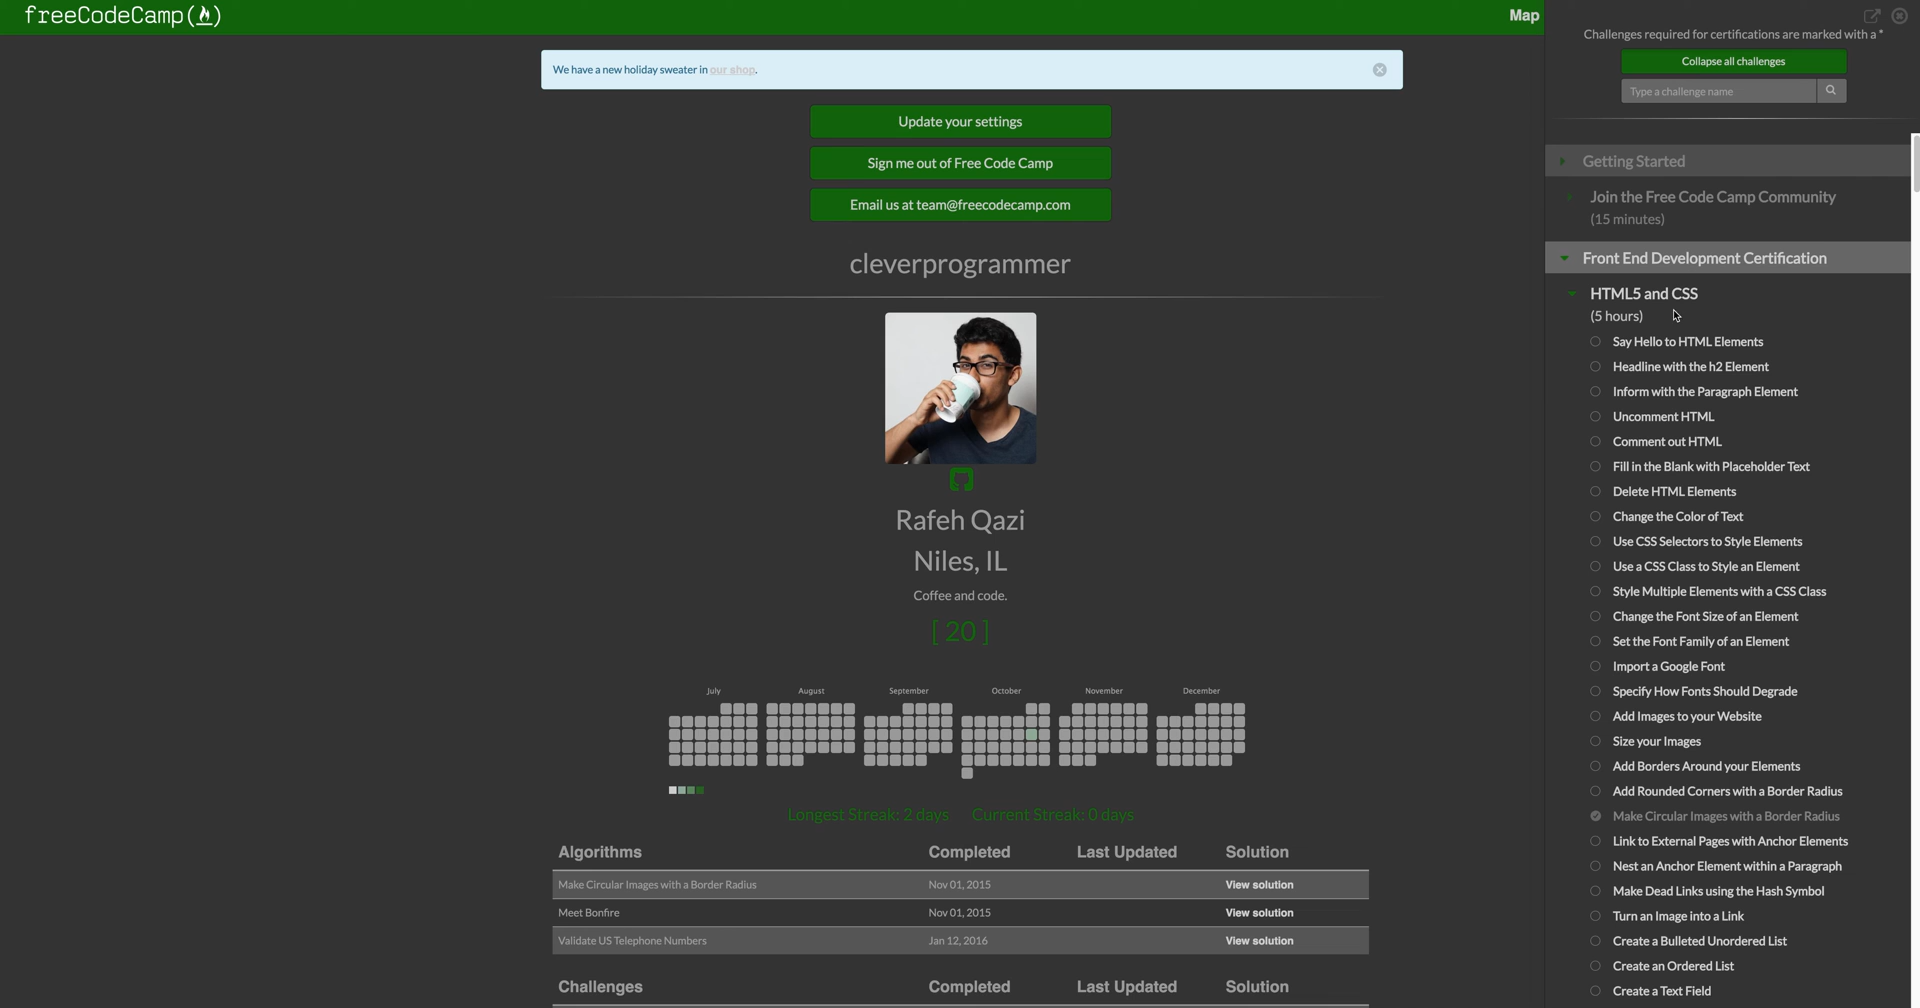 freeCodeCamp(🔥)
Map
We have a new holiday sweater in our shop.
Update your settings
Sign me out of Free Code Camp
Email us at team@freecodecamp.com
cleverprogrammer
Rafeh Qazi
Niles, IL
Coffee and code.
[ 20 ]
July August September October November December
Longest Streak: 2 days Current Streak: 0 days
Algorithms Completed Last Updated Solution
Make Circular Images with a Border Radius Nov 01, 2015 View solution
Meet Bonfire Nov 01, 2015 View solution
Validate US Telephone Numbers Jan 12, 2016 View solution
Challenges Completed Last Updated Solution
Challenges required for certifications are marked with a *
Collapse all challenges
Type a challenge name
Getting Started
Join the Free Code Camp Community
(15 minutes)
Front End Development Certification
HTML5 and CSS
(5 hours)
Say Hello to HTML Elements
Headline with the h2 Element
Inform with the Paragraph Element
Uncomment HTML
Comment out HTML
Fill in the Blank with Placeholder Text
Delete HTML Elements
Change the Color of Text
Use CSS Selectors to Style Elements
Use a CSS Class to Style an Element
Style Multiple Elements with a CSS Class
Change the Font Size of an Element
Set the Font Family of an Element
Import a Google Font
Specify How Fonts Should Degrade
Add Images to your Website
Size your Images
Add Borders Around your Elements
Add Rounded Corners with a Border Radius
Make Circular Images with a Border Radius
Link to External Pages with Anchor Elements
Nest an Anchor Element within a Paragraph
Make Dead Links using the Hash Symbol
Turn an Image into a Link
Create a Bulleted Unordered List
Create an Ordered List
Create a Text Field